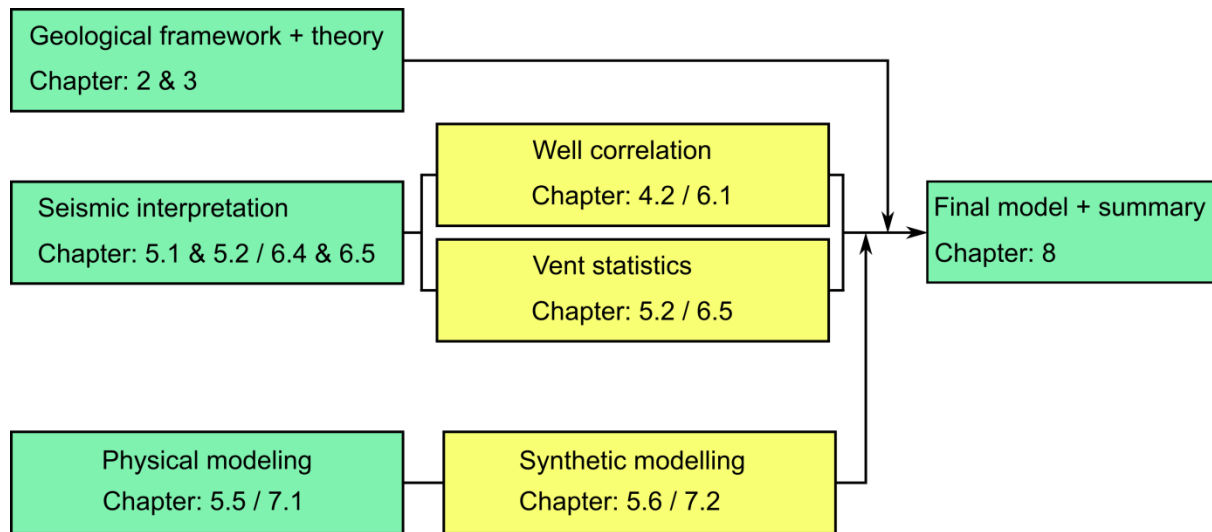 Geological framework + theory
Chapter: 2 & 3
Well correlation
Chapter: 4.2 / 6.1
Seismic interpretation
Chapter: 5.1 & 5.2 / 6.4 & 6.5
Final model + summary
Chapter: 8
Vent statistics
Chapter: 5.2 / 6.5
Physical modeling
Chapter: 5.5 / 7.1
Synthetic modelling
Chapter: 5.6 / 7.2